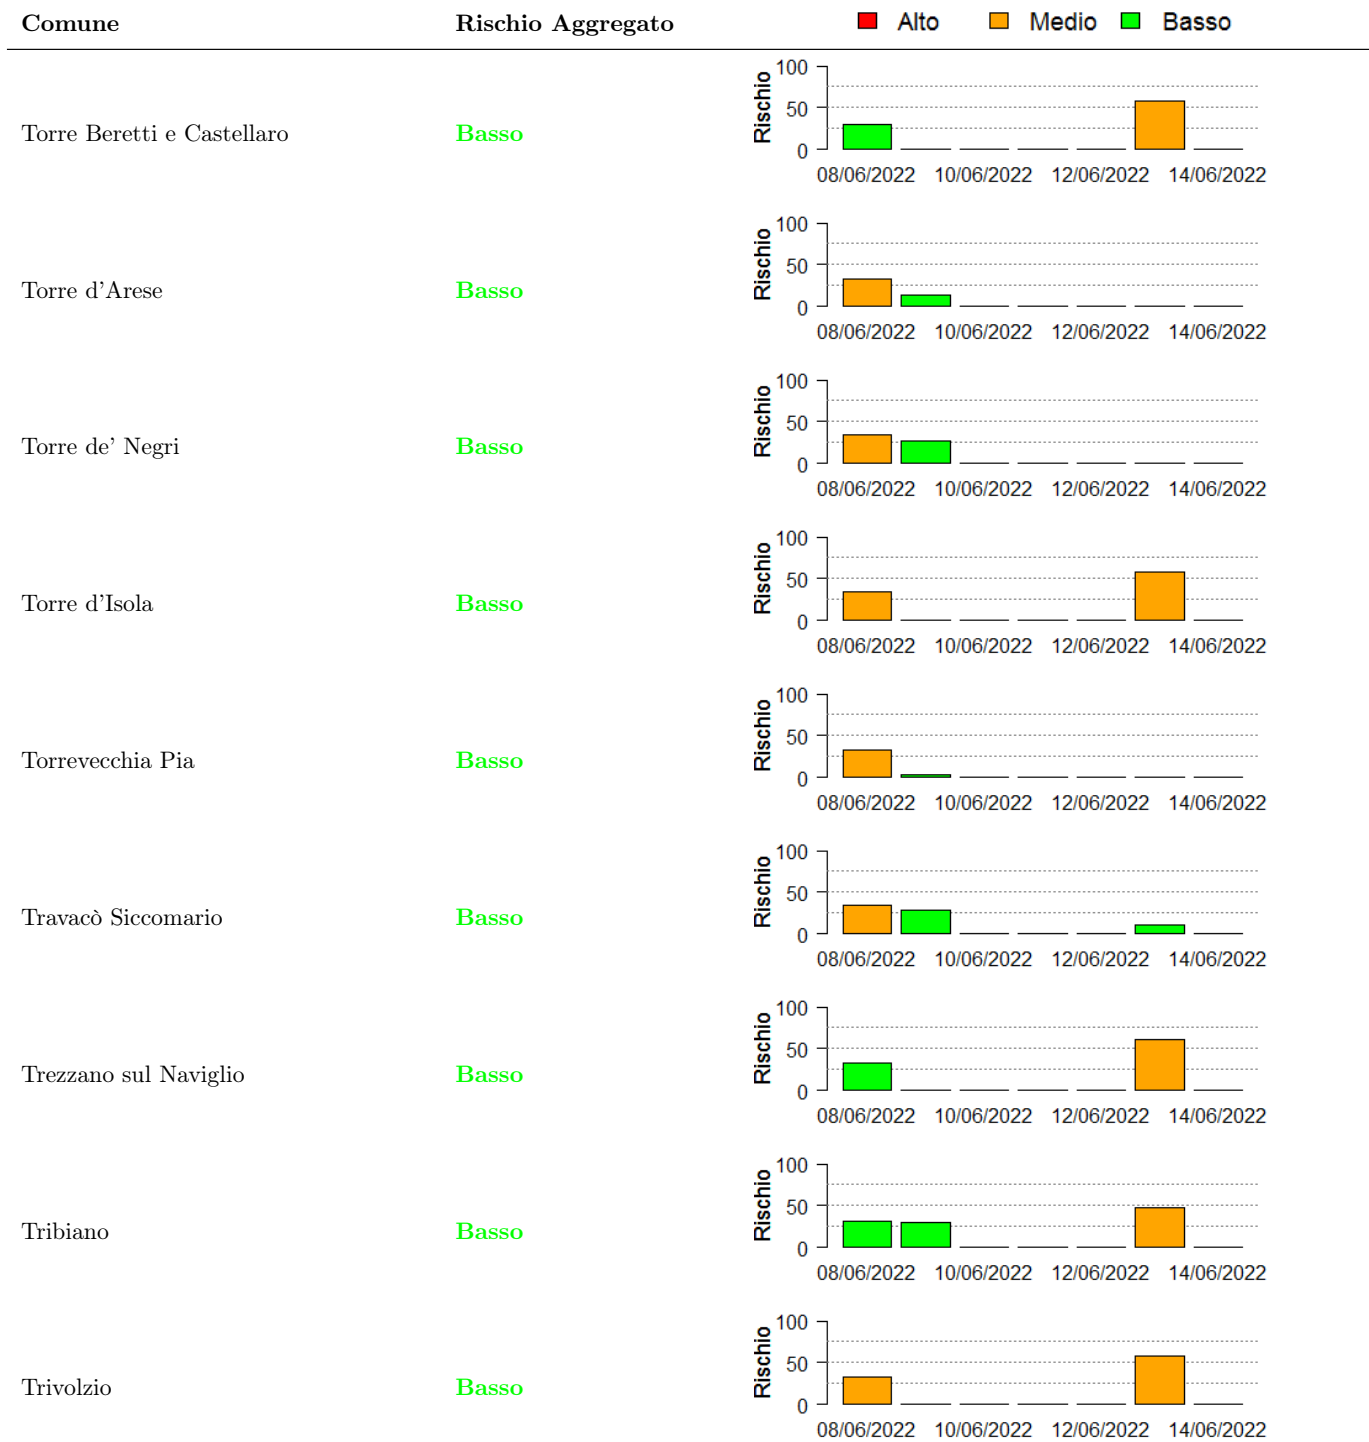 Comune Rischio Aggregato Alto Medio Basso
100
50
0
Rischio
Torre Beretti e Castellaro Basso
08/06/2022 10/06/2022 12/06/2022 14/06/2022
100
50
0
Rischio
Torre d'Arese Basso
08/06/2022 10/06/2022 12/06/2022 14/06/2022
100
50
0
Rischio
Torre de' Negri Basso
08/06/2022 10/06/2022 12/06/2022 14/06/2022
100
50
0
Rischio
Torre d'Isola Basso
08/06/2022 10/06/2022 12/06/2022 14/06/2022
100
50
0
Rischio
Torrevecchia Pia Basso
08/06/2022 10/06/2022 12/06/2022 14/06/2022
100
50
0
Rischio
Travacò Siccomario Basso
08/06/2022 10/06/2022 12/06/2022 14/06/2022
100
50
0
Rischio
Trezzano sul Naviglio Basso
08/06/2022 10/06/2022 12/06/2022 14/06/2022
100
50
0
Rischio
Tribiano Basso
08/06/2022 10/06/2022 12/06/2022 14/06/2022
100
50
0
Rischio
Trivolzio Basso
08/06/2022 10/06/2022 12/06/2022 14/06/2022